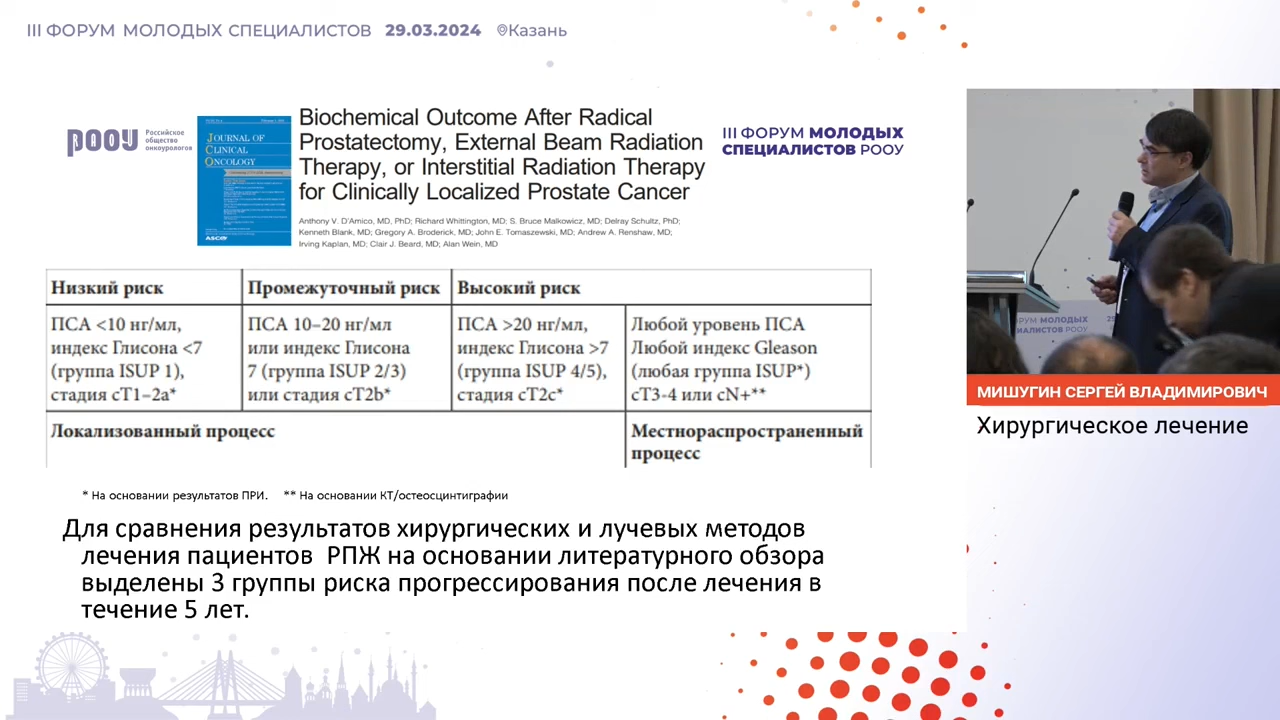 III ФОРУМ МОЛОДЫХ СПЕЦИАЛИСТОВ 29.03.2024 Казань
РООУ
Российское
общество
онкоурологов
JOURNAL OF
CLINICAL
ONCOLOGY
ASCO
Biochemical Outcome After Radical
Prostatectomy, External Beam Radiation
Therapy, or Interstitial Radiation Therapy
for Clinically Localized Prostate Cancer
Anthony V. D'Amico, MD, PhD; Richard Whittington, MD; S. Bruce Malkowicz, MD; Delray Schultz, PhD;
Kenneth Blank, MD; Gregory A. Broderick, MD; John E. Tomaszewski, MD; Andrew A. Renshaw, MD;
Irving Kaplan, MD; Clair J. Beard, MD; Alan Wein, MD
III ФОРУМ МОЛОДЫХ
СПЕЦИАЛИСТОВ РООУ
Низкий риск
ПСА <10 нг/мл,
индекс Глисона <7
(группа ISUP 1),
стадия cT1–2a*
Промежуточный риск
ПСА 10–20 нг/мл
или индекс Глисона
7 (группа ISUP 2/3)
или стадия cT2b*
Высокий риск
ПСА >20 нг/мл,
индекс Глисона >7
(группа ISUP 4/5),
стадия cT2c*
Любой уровень ПСА
Любой индекс Gleason
(любая группа ISUP*)
cT3-4 или cN+**
Локализованный процесс
Местнораспространенный
процесс
* На основании результатов ПРИ. ** На основании КТ/остеосцинтиграфии
Для сравнения результатов хирургических и лучевых методов
лечения пациентов РПЖ на основании литературного обзора
выделены 3 группы риска прогрессирования после лечения в
течение 5 лет.
МОЛОДЫХ
РООУ
МИШУГИН СЕРГЕЙ ВЛАДИМИРОВИЧ
Хирургическое лечение